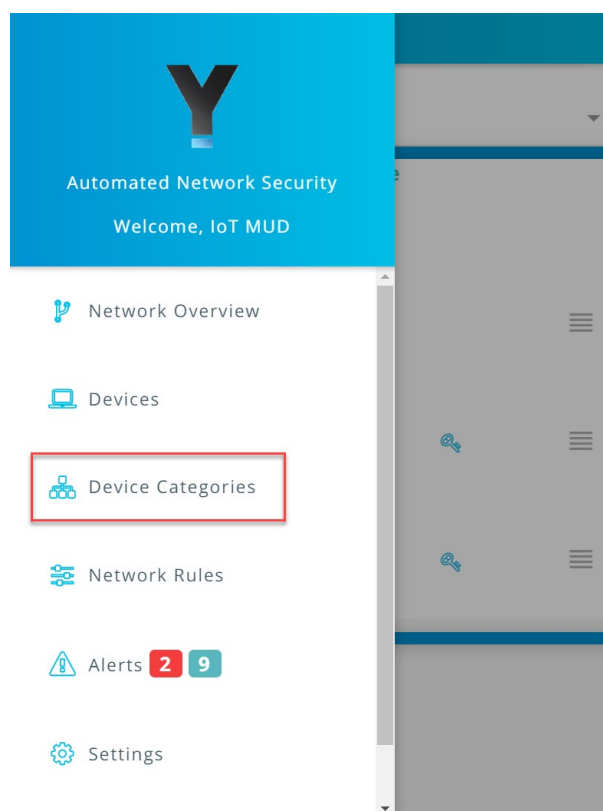 Y
Automated Network Security
Welcome, IoT MUD
e
Network Overview
Devices
Device Categories
Network Rules
Alerts 2 9
Settings